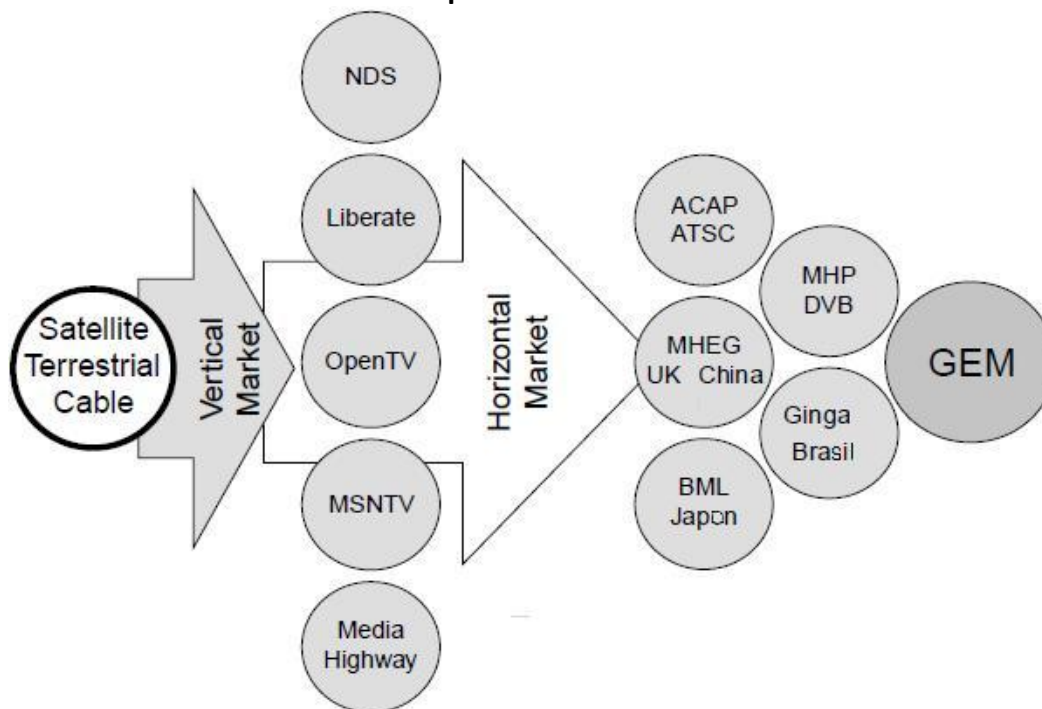 Satellite
Terrestrial
Cable
Vertical
Market
NDS
Liberate
OpenTV
MSNTV
Media
Highway
Horizontal
Market
ACAP
ATSC
MHEG
UK China
BML
Japon
MHP
DVB
Ginga
Brasil
GEM